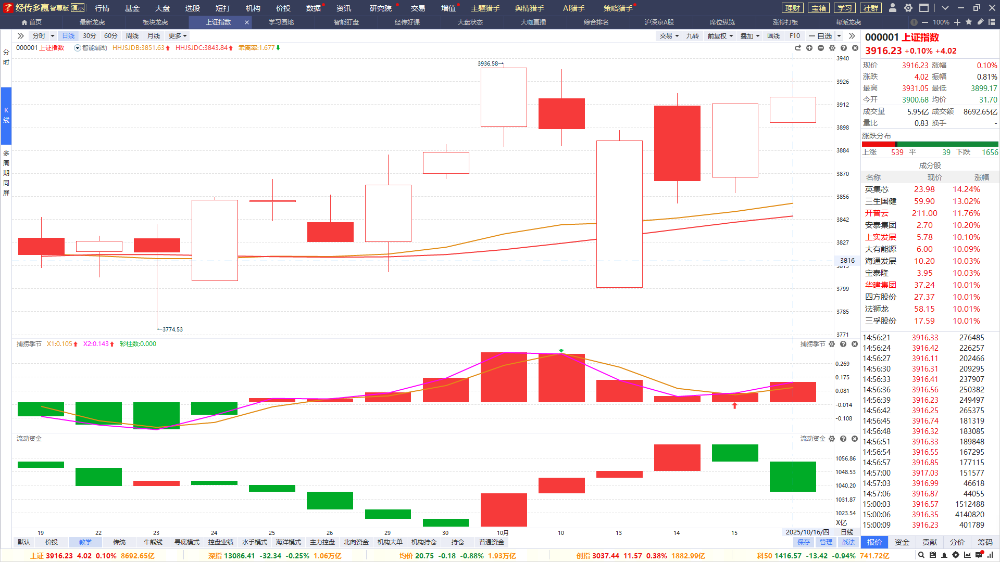 经传多赢 智尊版 演示 行情 基金 大盘 选股 短打 机构 价投 数据 资讯 研究院 交易 增值 主题猎手 舆情猎手 AI猎手 策略猎手 理财 宝箱 学习 社群
首页 最新龙虎 板块龙虎 上证指数 学习园地 智能盯盘 经传好课 大盘状态 大咖直播 综合排名 沪深京A股 席位纵览 涨停打板 帮派龙虎 100%
分时 日线 30分 60分 周线 月线 更多 交易 九转 前复权 叠加 画线 F10 一自选
000001 上证指数 智能辅助 HHJSJDB:3851.63 HHJSJDC:3843.84 乖离率:1.677
分时
K线
多周期同屏
3936.58
3774.53
3940
3926
3912
3898
3884
3870
3856
3842
3827
3816
3813
3799
3785
3771
捕捞季节 X1:0.105 X2:0.143 彩柱数:0.000 捕捞季节
0.269
0.175
0.081
-0.014
-0.108
流动资金 流动资金
1056.86
1048.53
1040.20
1031.87
1023.54
X亿
19 22 23 24 25 26 29 30 10月 10 13 14 15 2025/10/16/四 日线
默认 价投 教学 传统 牛能线 寻底模式 控盘业绩 水手模式 海洋模式 主力控盘 北向资金 机构大单 机构持仓 持仓 普通资金 保存 管理 战法
000001 上证指数
3916.23 +0.10% +4.02
现价 3916.23 涨幅 0.10%
涨跌 4.02 振幅 0.81%
最高 3931.05 最低 3899.17
今开 3900.68 均价 31.70
成交量 5.95亿 成交额 8692.65亿
量比 0.83 换手 -
涨跌分布
上涨 539 平 39 下跌 1656
成分股
名称 现价 涨幅
英集芯 23.98 14.24%
三生国健 59.90 13.02%
开普云 211.00 11.76%
安泰集团 2.70 10.20%
上实发展 5.78 10.10%
大有能源 6.00 10.09%
海通发展 10.20 10.03%
宝泰隆 3.95 10.03%
华建集团 37.24 10.01%
四方股份 27.37 10.01%
法狮龙 58.15 10.01%
三孚股份 17.59 10.01%
14:56:21 3916.33 276485
14:56:24 3916.42 226257
14:56:27 3916.11 202466
14:56:30 3916.31 209295
14:56:33 3916.41 237907
14:56:36 3916.56 250382
14:56:39 3916.23 249497
14:56:42 3916.25 265375
14:56:45 3916.74 181319
14:56:48 3916.32 183085
14:56:51 3916.33 189848
14:56:54 3916.55 167295
14:56:57 3916.85 177115
14:57:00 3917.03 151577
14:57:03 3916.99 46618
14:57:06 3916.87 44055
15:00:03 3916.57 1512488
15:00:06 3916.35 4140820
15:00:09 3916.23 401789
报价 资金 贡献 分价 筹码
上证 3916.23 4.02 0.10% 8692.65亿 深指 13086.41 -32.34 -0.25% 1.06万亿 均价 20.75 -0.18 -0.88% 1.93万亿 创指 3037.44 11.57 0.38% 1882.99亿 科50 1416.57 -13.42 -0.94% 741.72亿